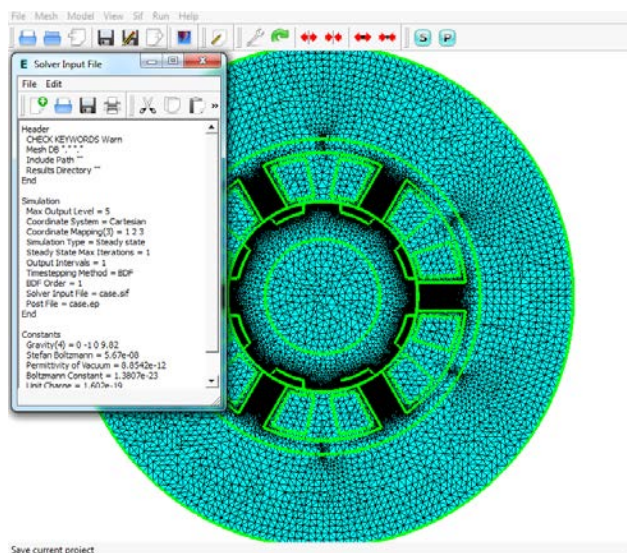 File Mesh Model View Sif Run Help
S P
E Solver Input File
File Edit
»
Header
CHECK KEYWORDS Warn
Mesh DB "." "."
Include Path ""
Results Directory ""
End
Simulation
Max Output Level = 5
Coordinate System = Cartesian
Coordinate Mapping(3) = 1 2 3
Simulation Type = Steady state
Steady State Max Iterations = 1
Output Intervals = 1
Timestepping Method = BDF
BDF Order = 1
Solver Input File = case.sif
Post File = case.ep
End
Constants
Gravity(4) = 0 -1 0 9.82
Stefan Boltzmann = 5.67e-08
Permittivity of Vacuum = 8.8542e-12
Boltzmann Constant = 1.3807e-23
Unit Charge = 1.602e-19
Save current project